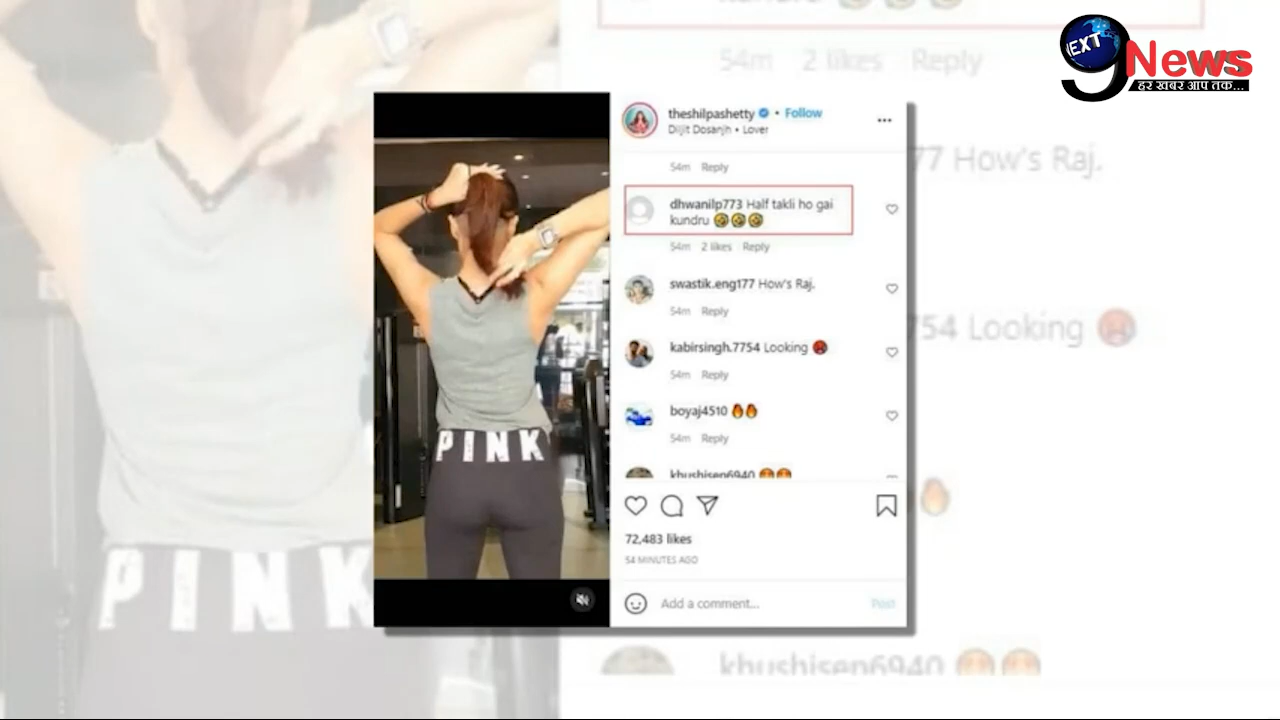 54m 2 likes Reply
NEXT
9 News
हर खबर आप तक...
theshilpashetty • Follow
Diljit Dosanjh • Lover
54m Reply
77 How's Raj.
dhwanilp773 Half takli ho gai
kundru 🤣🤣🤣
54m 2 likes Reply
swastik.eng177 How's Raj.
54m Reply
754 Looking 😡
kabirsingh.7754 Looking 😡
54m Reply
boyaj4510 🔥🔥
54m Reply
PINK
khushisen6940
72,483 likes
54 MINUTES AGO
PINK
Add a comment... Post
khushisen6940